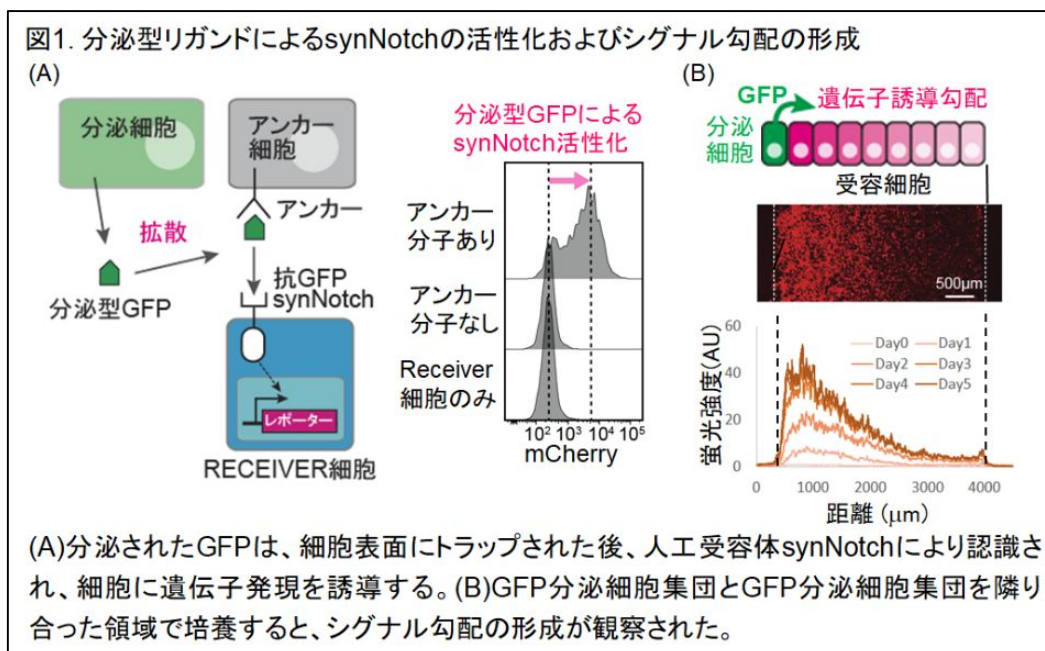 図1. 分泌型リガンドによるsynNotchの活性化およびシグナル勾配の形成
(A)
分泌細胞
アンカー
細胞
アンカー
拡散
分泌型GFP
抗GFP
synNotch
レポーター
RECEIVER細胞
分泌型GFPによる
synNotch活性化
アンカー
分子あり
アンカー
分子なし
Receiver
細胞のみ
10² 10³ 10⁴ 10⁵
mCherry
(B)
GFP 遺伝子誘導勾配
分泌
細胞
受容細胞
500μm
蛍光強度(AU)
60
40
20
0
Day0 Day1
Day2 Day3
Day4 Day5
0 1000 2000 3000 4000
距離 (μm)
(A)分泌されたGFPは、細胞表面にトラップされた後、人工受容体synNotchにより認識さ
れ、細胞に遺伝子発現を誘導する。(B)GFP分泌細胞集団とGFP分泌細胞集団を隣り
合った領域で培養すると、シグナル勾配の形成が観察された。